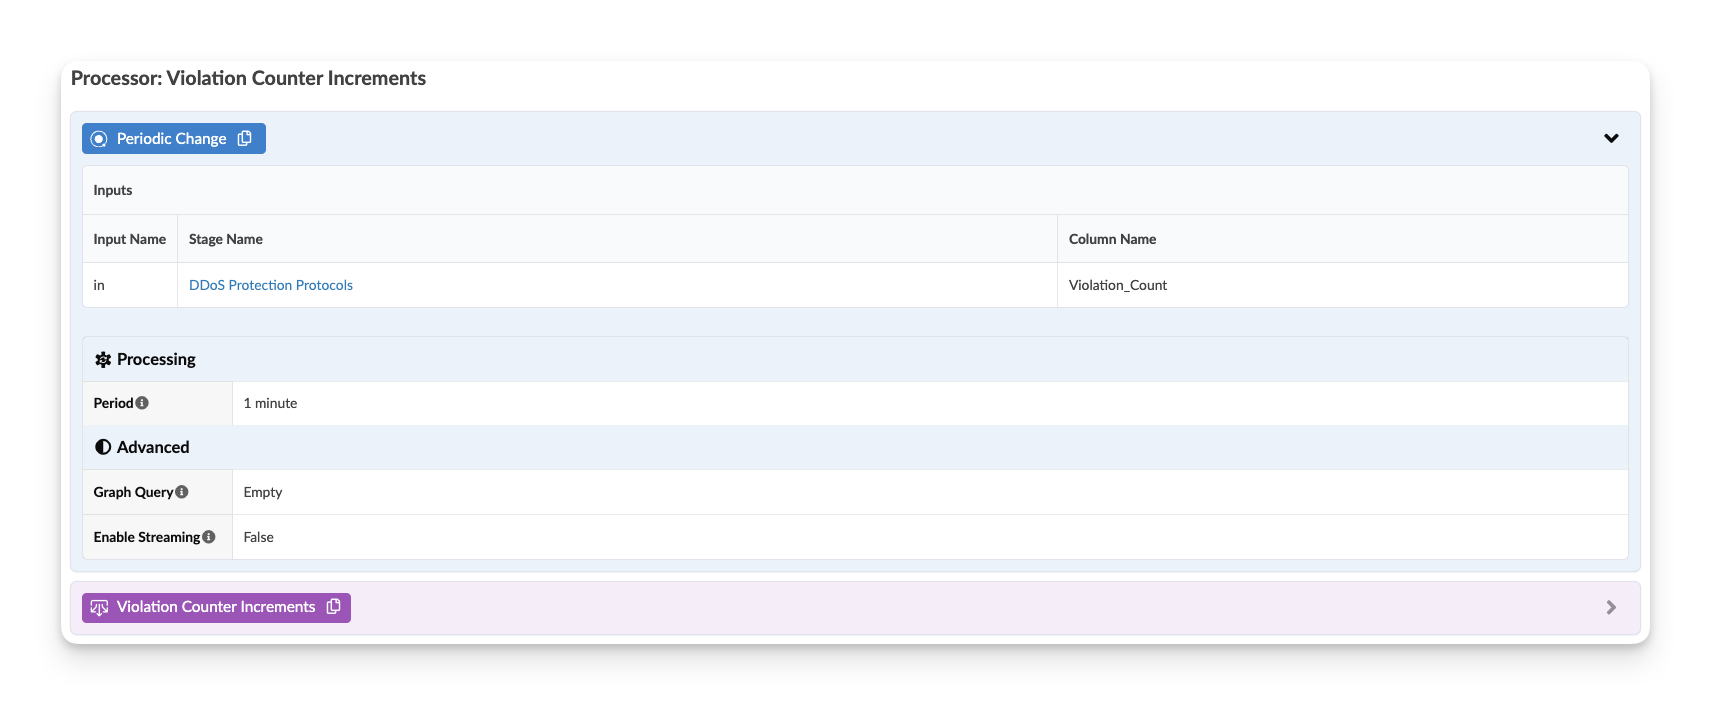 Processor: Violation Counter Increments
Periodic Change
Inputs
Input Name Stage Name Column Name
in DDoS Protection Protocols Violation_Count
Processing
Period 1 minute
Advanced
Graph Query Empty
Enable Streaming False
Violation Counter Increments